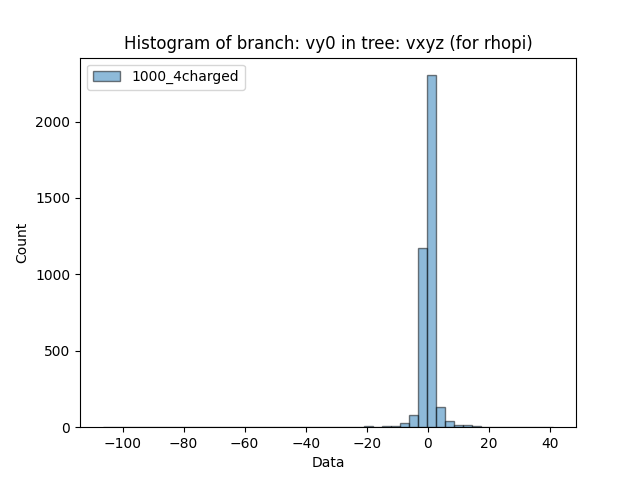 Histogram of branch: vy0 in tree: vxyz (for rhopi)
1000_4charged
Count
2000
1500
1000
500
0
−100 −80 −60 −40 −20 0 20 40
Data